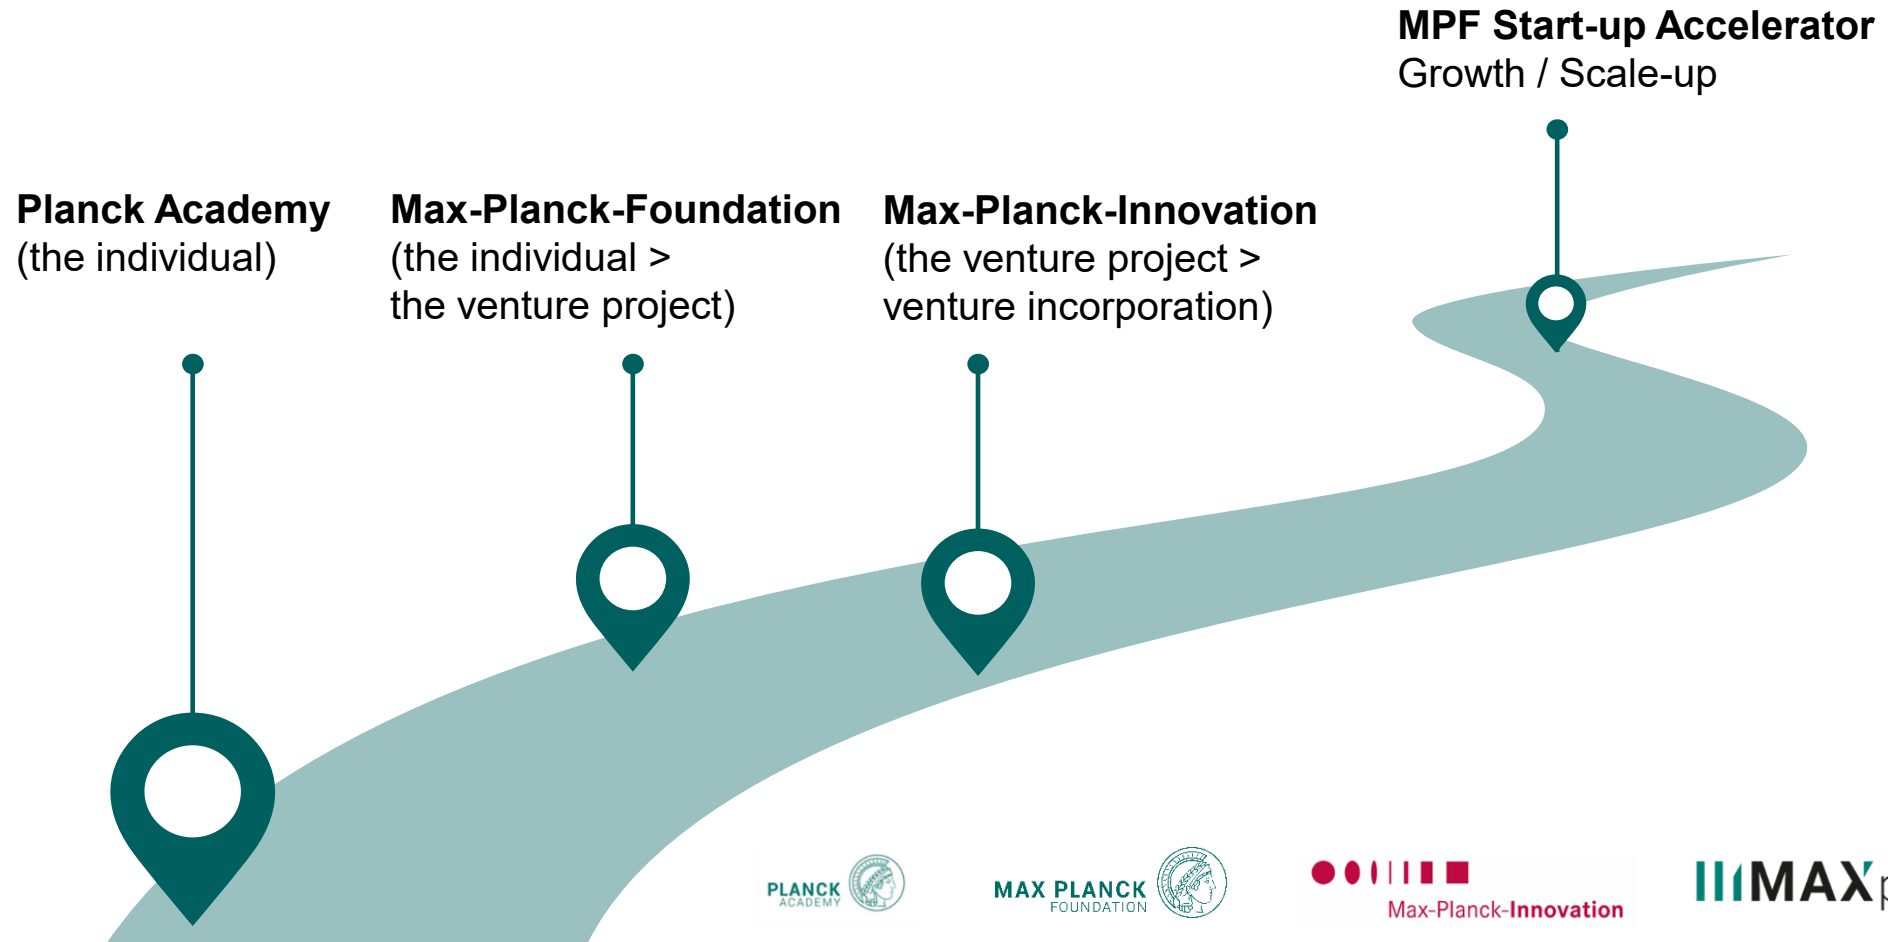 MPF Start-up Accelerator
Growth / Scale-up
Planck Academy
(the individual)
Max-Planck-Foundation
(the individual >
the venture project)
Max-Planck-Innovation
(the venture project >
venture incorporation)
PLANCK
ACADEMY
MAX PLANCK
FOUNDATION
Max-Planck-Innovation
MAX